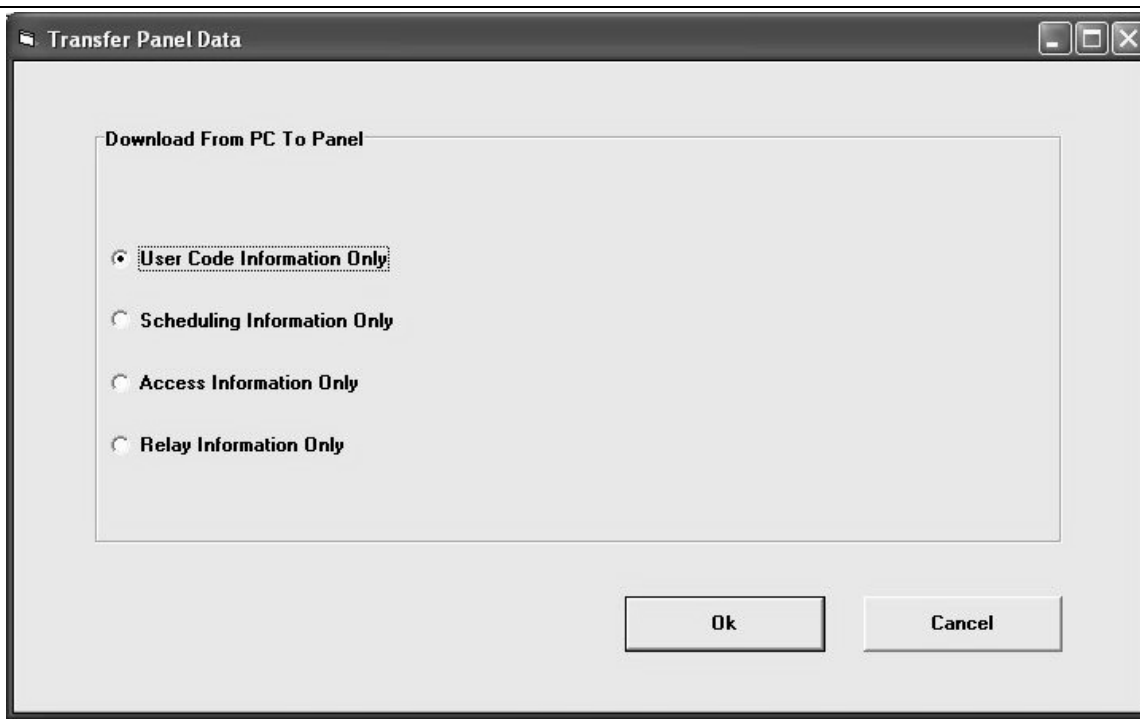 Transfer Panel Data
Download From PC To Panel
User Code Information Only
Scheduling Information Only
Access Information Only
Relay Information Only
Ok Cancel